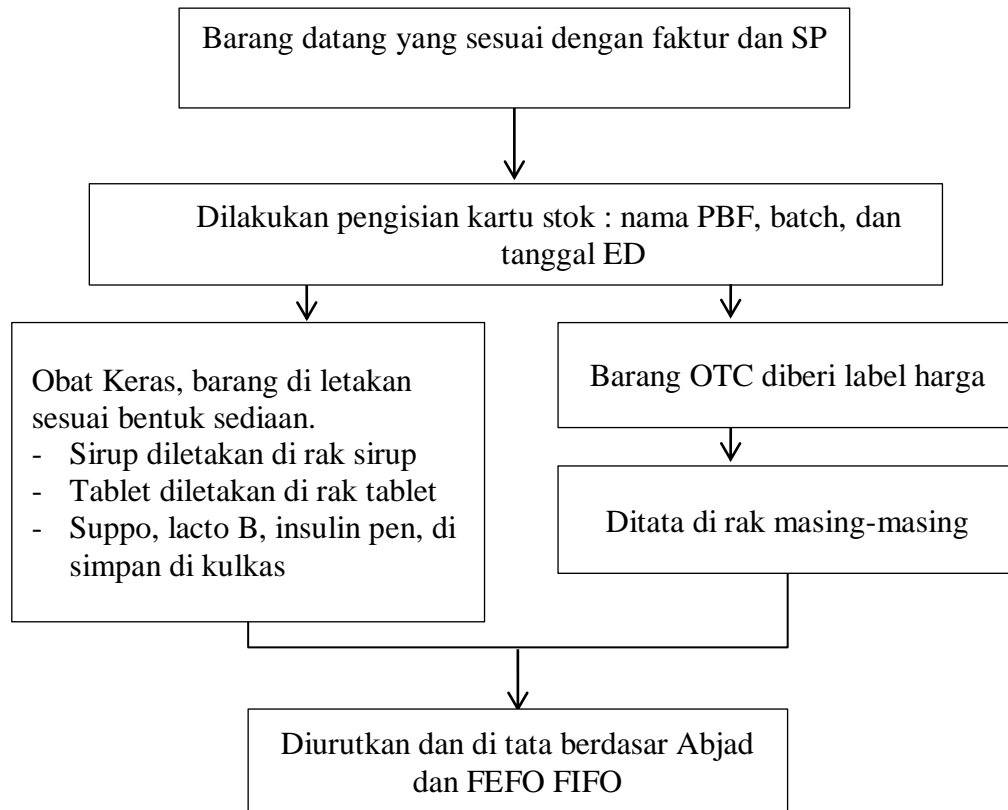 Barang datang yang sesuai dengan faktur dan SP
Dilakukan pengisian kartu stok : nama PBF, batch, dan
tanggal ED
Obat Keras, barang di letakan
sesuai bentuk sediaan.
- Sirup diletakan di rak sirup
- Tablet diletakan di rak tablet
- Suppo, lacto B, insulin pen, di
simpan di kulkas
Barang OTC diberi label harga
Ditata di rak masing-masing
Diurutkan dan di tata berdasar Abjad
dan FEFO FIFO